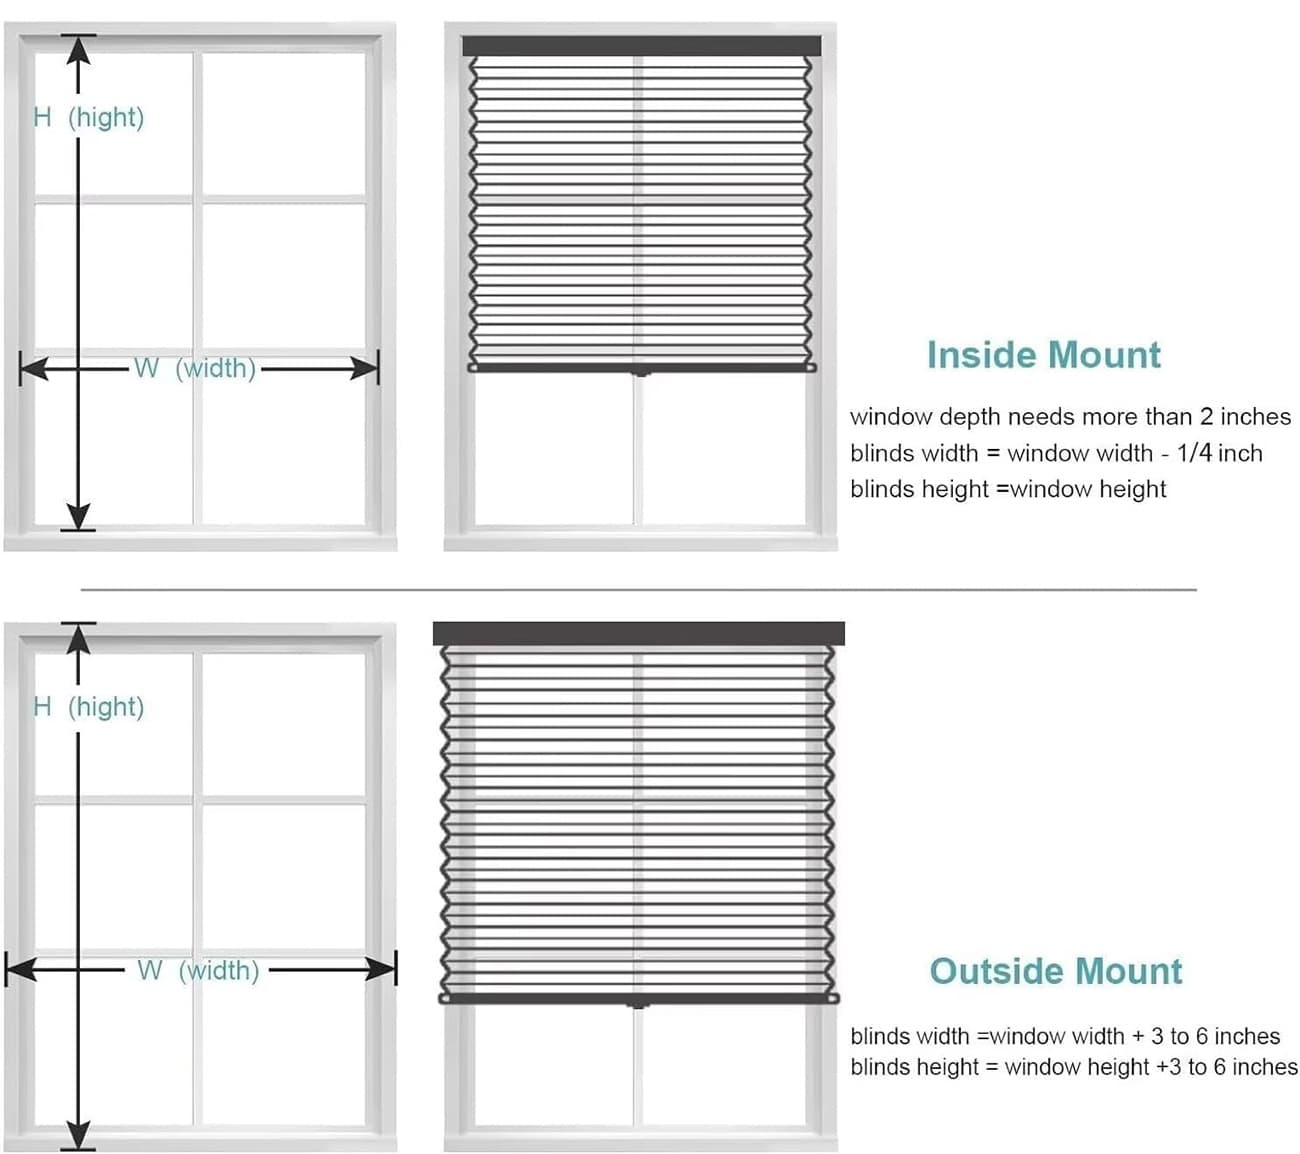 H (hight)
W (width)
Inside Mount
window depth needs more than 2 inches
blinds width = window width - 1/4 inch
blinds height =window height
H (hight)
W (width)
Outside Mount
blinds width =window width + 3 to 6 inches
blinds height = window height +3 to 6 inches